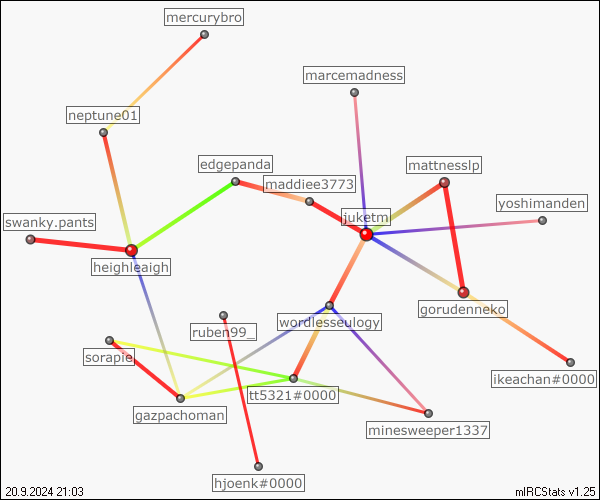 mercurybro
marcemadness
neptune01
edgepanda
mattnesslp
maddiee3773
yoshimanden
juketm
swanky.pants
heighleaigh
gorudenneko
wordlesseulogy
ruben99_
sorapie
ikeachan#0000
tt5321#0000
gazpachoman
minesweeper1337
hjoenk#0000
20.9.2024 21:03
mIRCStats v1.25